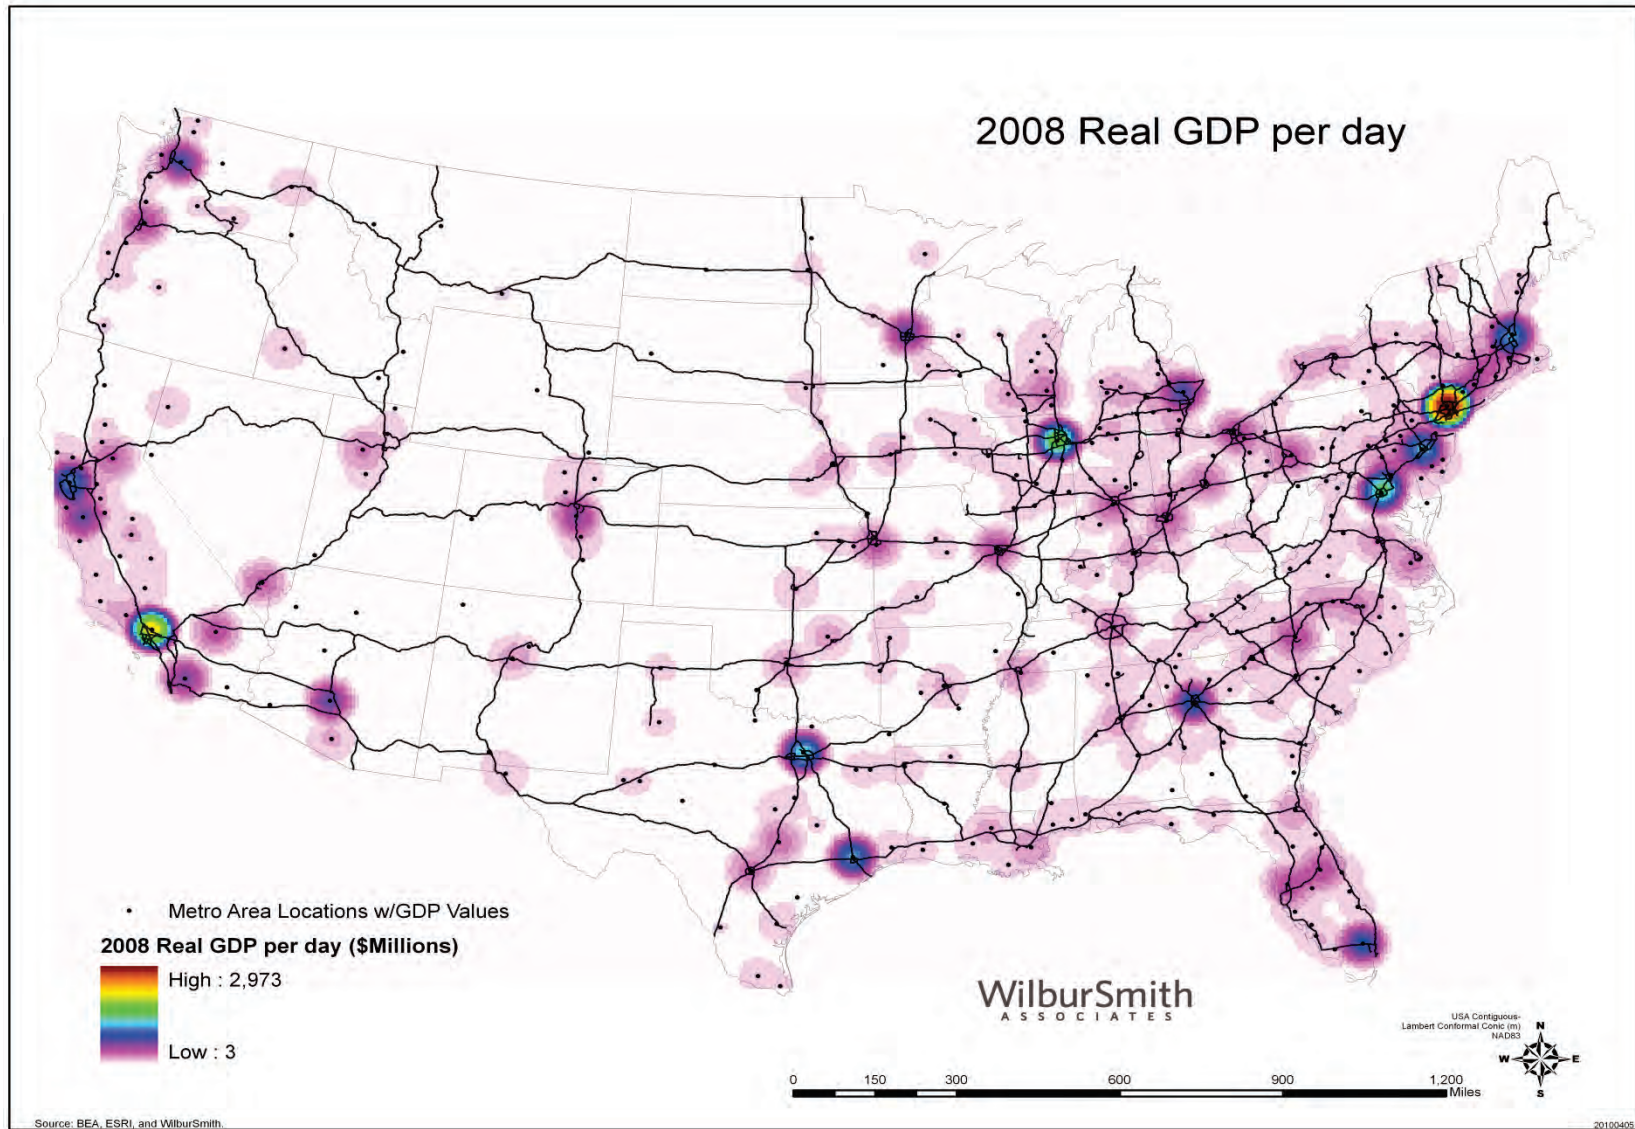 2008 Real GDP per day
Metro Area Locations w/GDP Values
2008 Real GDP per day ($Millions)
High : 2,973
Low : 3
WilburSmith
ASSOCIATES
USA Contiguous-
Lambert Conformal Conic (m)
NAD83
N
W E
S
0 150 300 600 900 1,200
Miles
Source: BEA, ESRI, and WilburSmith.
20100405